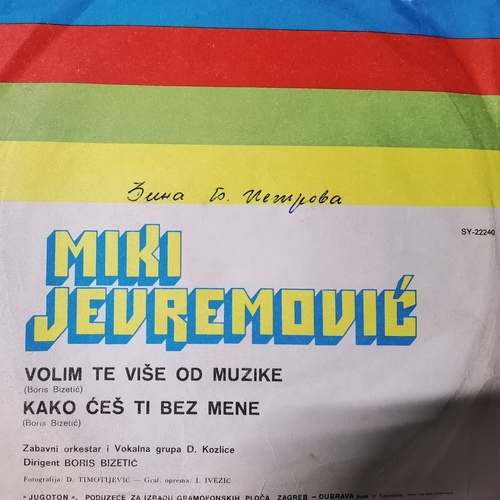 Зина Б. Петрова
SY-22240
MIKI
JEVREMOVIĆ
VOLIM TE VIŠE OD MUZIKE
(Boris Bizetić)
KAKO ĆEŠ TI BEZ MENE
(Boris Bizetić)
Zabavni orkestar i Vokalna grupa D. Kozlice
Dirigent BORIS BIZETIĆ
Fotografija: D. TIMOTIJEVIĆ — Graf. oprema: I. IVEZIĆ
»JUGOTON«, PODUZEĆE ZA IZRADU GRAMOFONSKIH PLOČA, ZAGREB – DUBRAVA